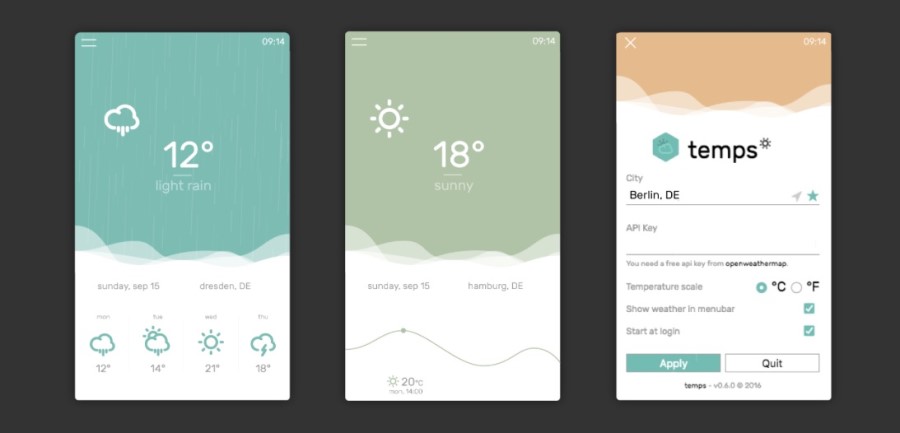 09:14
12°
light rain
sunday, sep 15 dresden, DE
mon tue wed thu
12° 14° 21° 18°
09:14
18°
sunny
sunday, sep 15 hamburg, DE
20°C
mon, 14:00
09:14
temps
City
Berlin, DE
API Key
You need a free api key from openweathermap.
Temperature scale °C °F
Show weather in menubar
Start at login
Apply Quit
temps - v0.6.0 © 2016